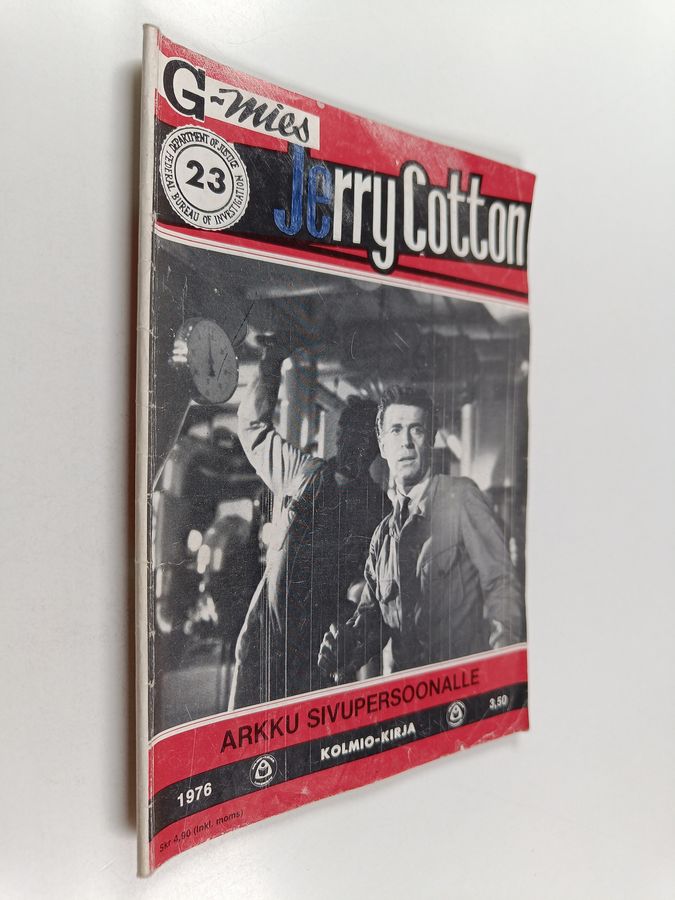 G-mies
DEPARTMENT OF JUSTICE
23
FEDERAL BUREAU OF INVESTIGATION
Jerry Cotton
ARKKU SIVUPERSOONALLE
1976
KOLMIO-KIRJA
3,50
Skr 4,90 (Inkl. moms)